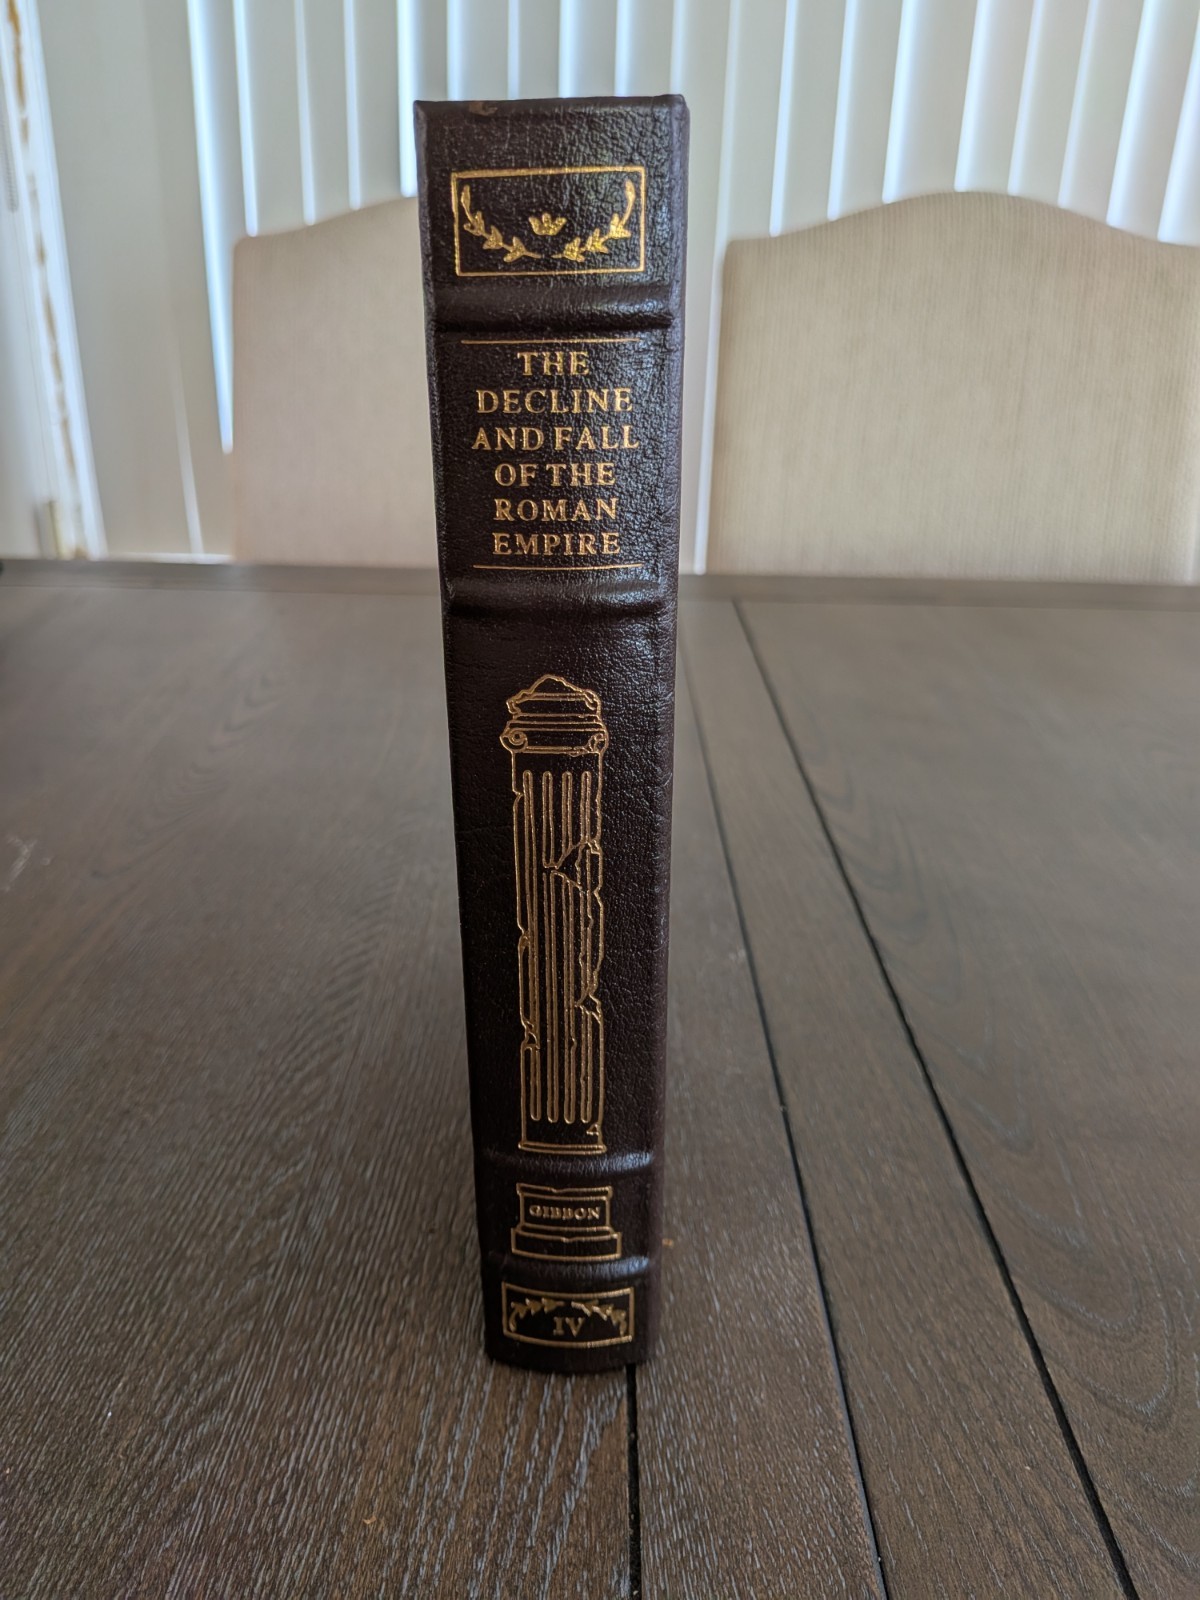 THE
DECLINE
AND FALL
OF THE
ROMAN
EMPIRE
GIBBON
IV